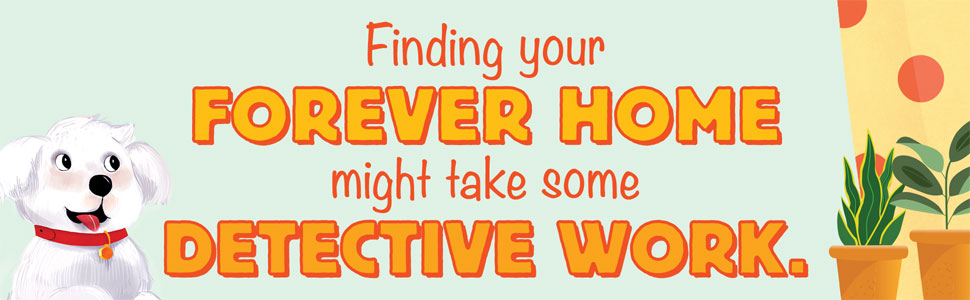 Finding your
FOREVER HOME
might take some
DETECTIVE WORK.